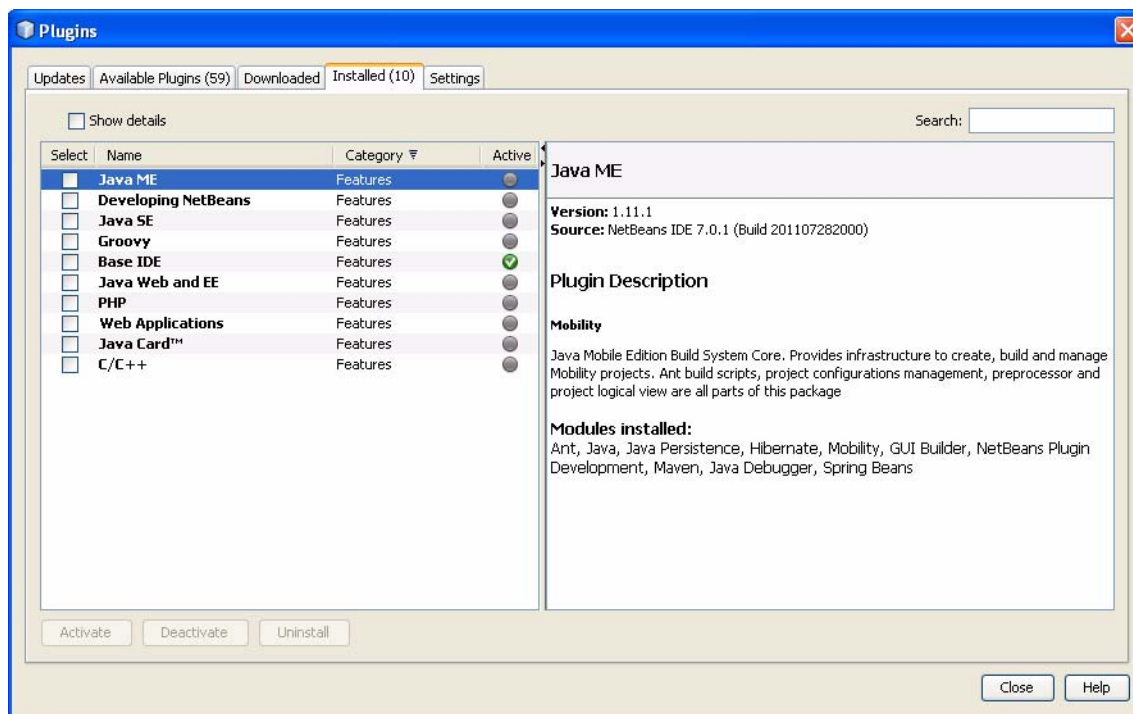 Plugins
Updates Available Plugins (59) Downloaded Installed (10) Settings
Show details Search:
Select Name Category Active
Java ME Features
Developing NetBeans Features
Java SE Features
Groovy Features
Base IDE Features
Java Web and EE Features
PHP Features
Web Applications Features
Java Card™ Features
C/C++ Features
Java ME
Version: 1.11.1
Source: NetBeans IDE 7.0.1 (Build 201107282000)
Plugin Description
Mobility
Java Mobile Edition Build System Core. Provides infrastructure to create, build and manage
Mobility projects. Ant build scripts, project configurations management, preprocessor and
project logical view are all parts of this package
Modules installed:
Ant, Java, Java Persistence, Hibernate, Mobility, GUI Builder, NetBeans Plugin
Development, Maven, Java Debugger, Spring Beans
Activate Deactivate Uninstall
Close Help